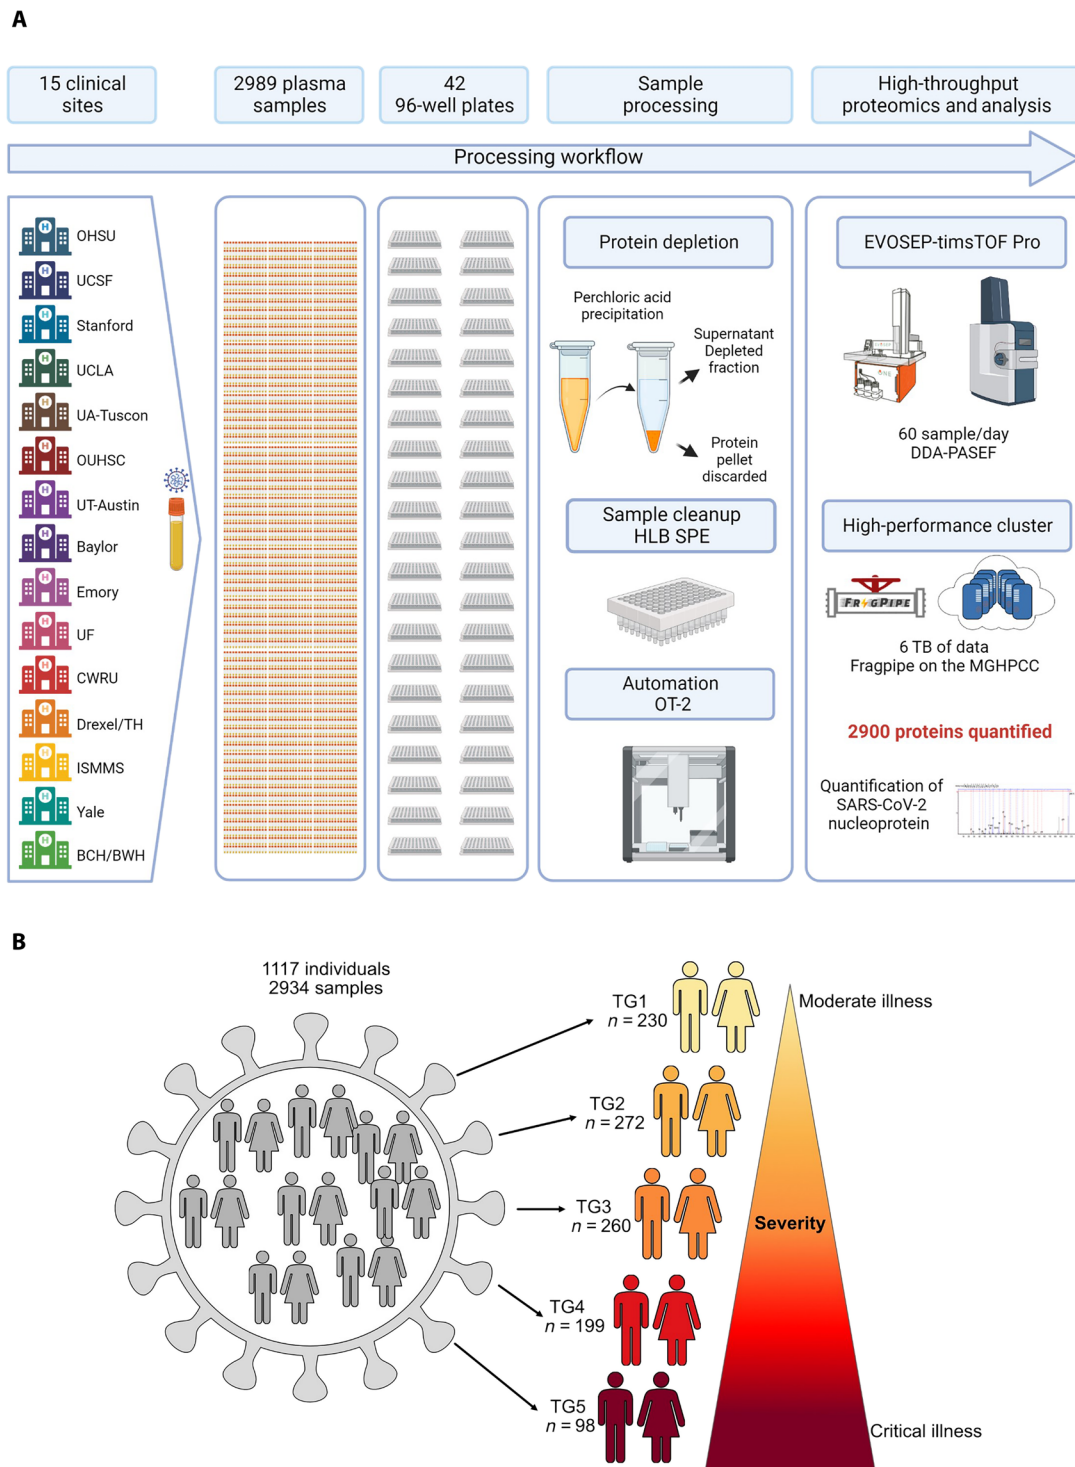 A
15 clinical
sites
2989 plasma
samples
42
96-well plates
Sample
processing
High-throughput
proteomics and analysis
Processing workflow
OHSU
UCSF
Stanford
UCLA
UA-Tuscon
OUHSC
UT-Austin
Baylor
Emory
UF
CWRU
Drexel/TH
ISMMS
Yale
BCH/BWH
Protein depletion
Perchloric acid
precipitation
Supernatant
Depleted
fraction
Protein
pellet
discarded
Sample cleanup
HLB SPE
Automation
OT-2
EVOSEP-timsTOF Pro
60 sample/day
DDA-PASEF
High-performance cluster
FRAGPIPE
6 TB of data
Fragpipe on the MGHPCC
2900 proteins quantified
Quantification of
SARS-CoV-2
nucleoprotein
B
1117 individuals
2934 samples
TG1
n = 230
TG2
n = 272
TG3
n = 260
TG4
n = 199
TG5
n = 98
Moderate illness
Severity
Critical illness